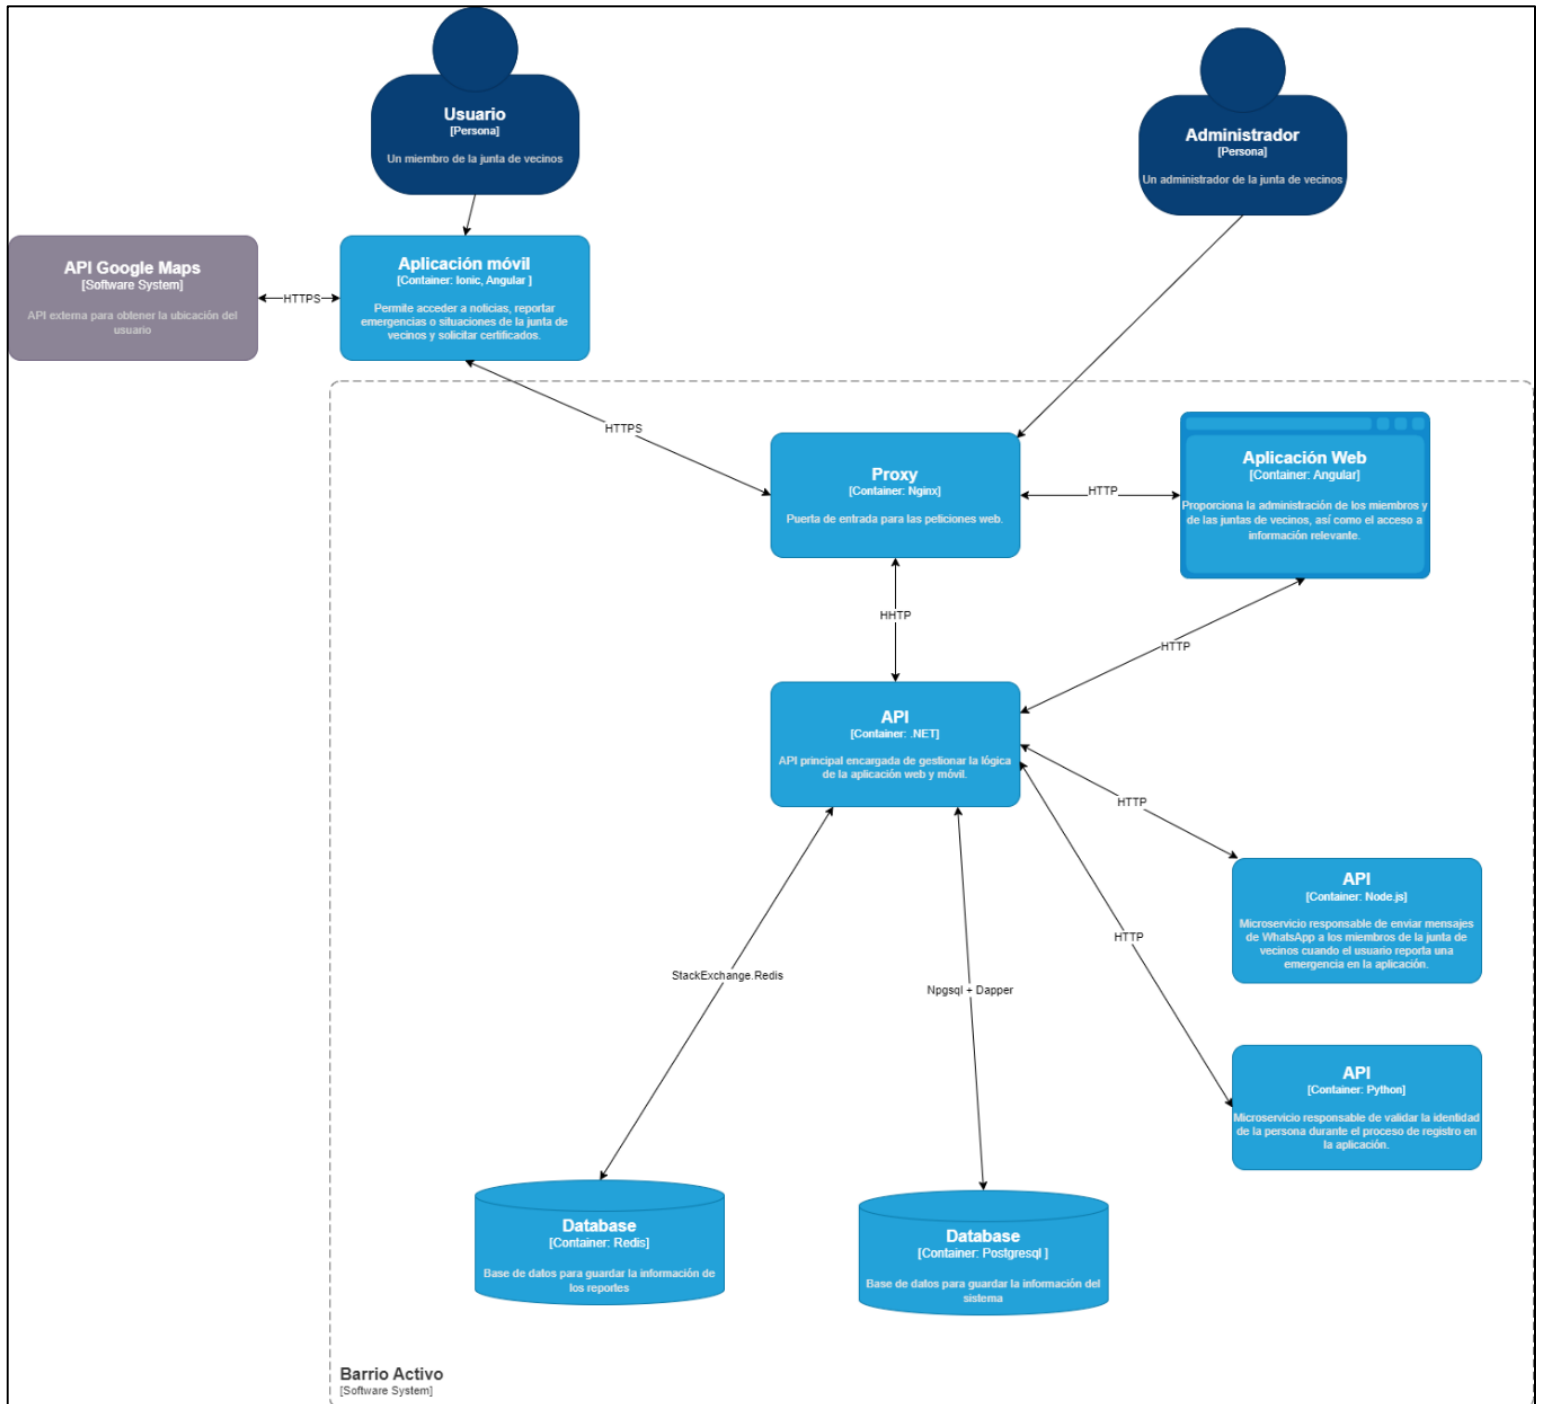 Usuario
[Persona]
Un miembro de la junta de vecinos
Administrador
[Persona]
Un administrador de la junta de vecinos
API Google Maps
[Software System]
API externa para obtener la ubicación del
usuario
HTTPS
Aplicación móvil
[Container: Ionic, Angular ]
Permite acceder a noticias, reportar
emergencias o situaciones de la junta de
vecinos y solicitar certificados.
HTTPS
Proxy
[Container: Nginx]
Puerta de entrada para las peticiones web.
HTTP
Aplicación Web
[Container: Angular]
Proporciona la administración de los miembros y
de las juntas de vecinos, así como el acceso a
información relevante.
HHTP
HTTP
API
[Container: .NET]
API principal encargada de gestionar la lógica
de la aplicación web y móvil.
HTTP
API
[Container: Node.js]
Microservicio responsable de enviar mensajes
de WhatsApp a los miembros de la junta de
vecinos cuando el usuario reporta una
emergencia en la aplicación.
HTTP
StackExchange.Redis
Npgsql + Dapper
API
[Container: Python]
Microservicio responsable de validar la identidad
de la persona durante el proceso de registro en
la aplicación.
Database
[Container: Redis]
Base de datos para guardar la información de
los reportes
Database
[Container: Postgresql ]
Base de datos para guardar la información del
sistema
Barrio Activo
[Software System]